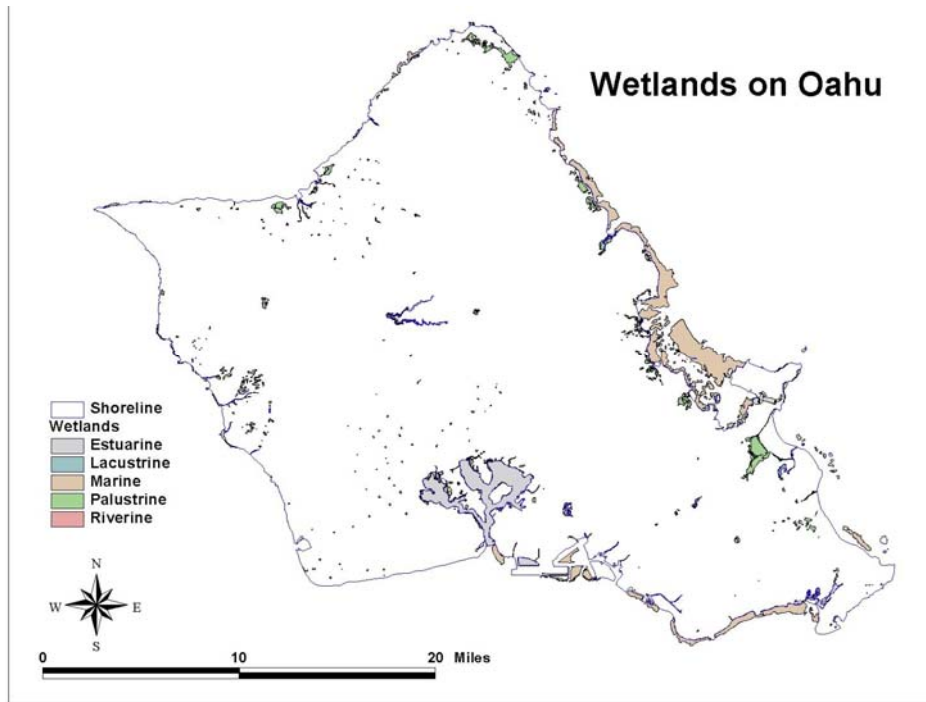 Wetlands on Oahu
Shoreline
Wetlands
Estuarine
Lacustrine
Marine
Palustrine
Riverine
N
W E
S
0 10 20 Miles